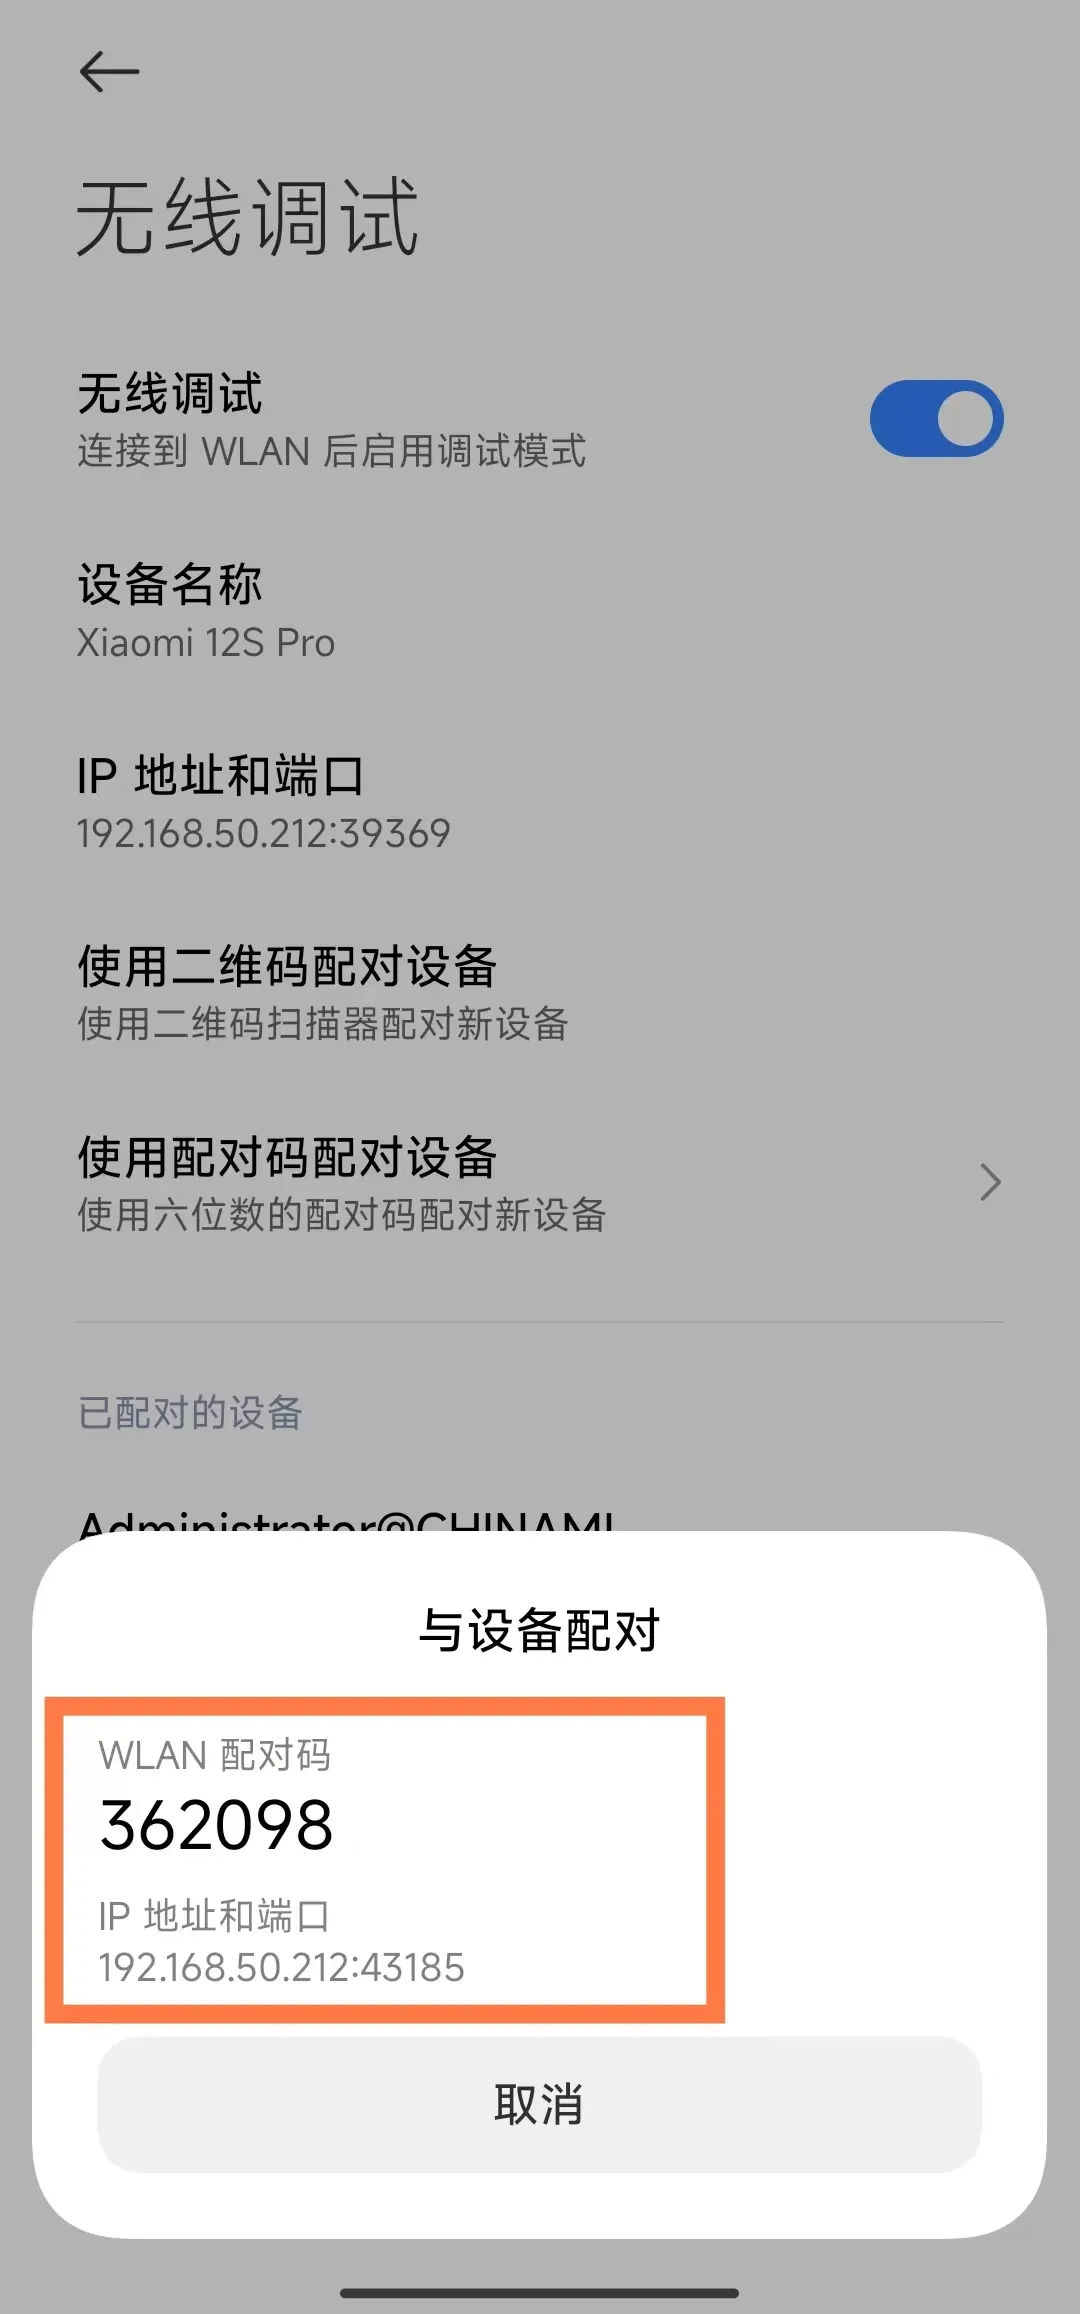 无线调试
无线调试
连接到 WLAN 后启用调试模式
设备名称
Xiaomi 12S Pro
IP 地址和端口
192.168.50.212:39369
使用二维码配对设备
使用二维码扫描器配对新设备
使用配对码配对设备
使用六位数的配对码配对新设备
已配对的设备
Administrator@CHINAMI
与设备配对
WLAN 配对码
362098
IP 地址和端口
192.168.50.212:43185
取消